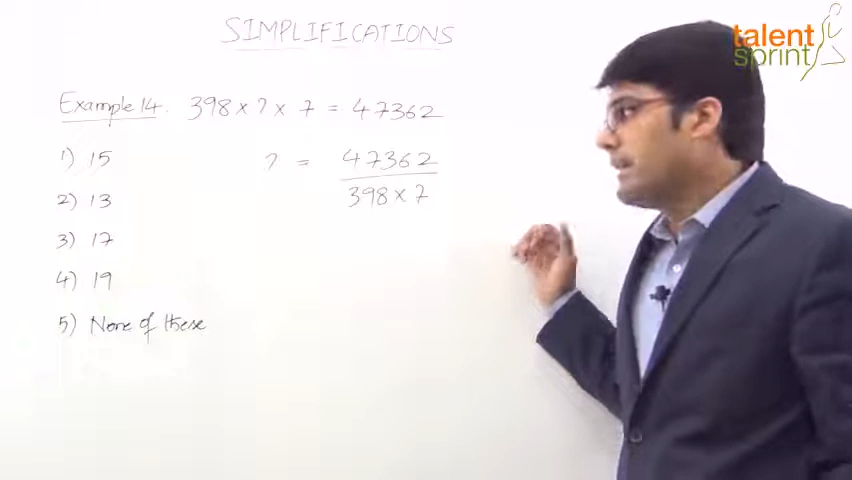 SIMPLIFICATIONS
talent
sprint
Example 14. 398 × ? × 7 = 47362
1) 15
? = 47362
398 × 7
2) 13
3) 17
4) 19
5) None of these